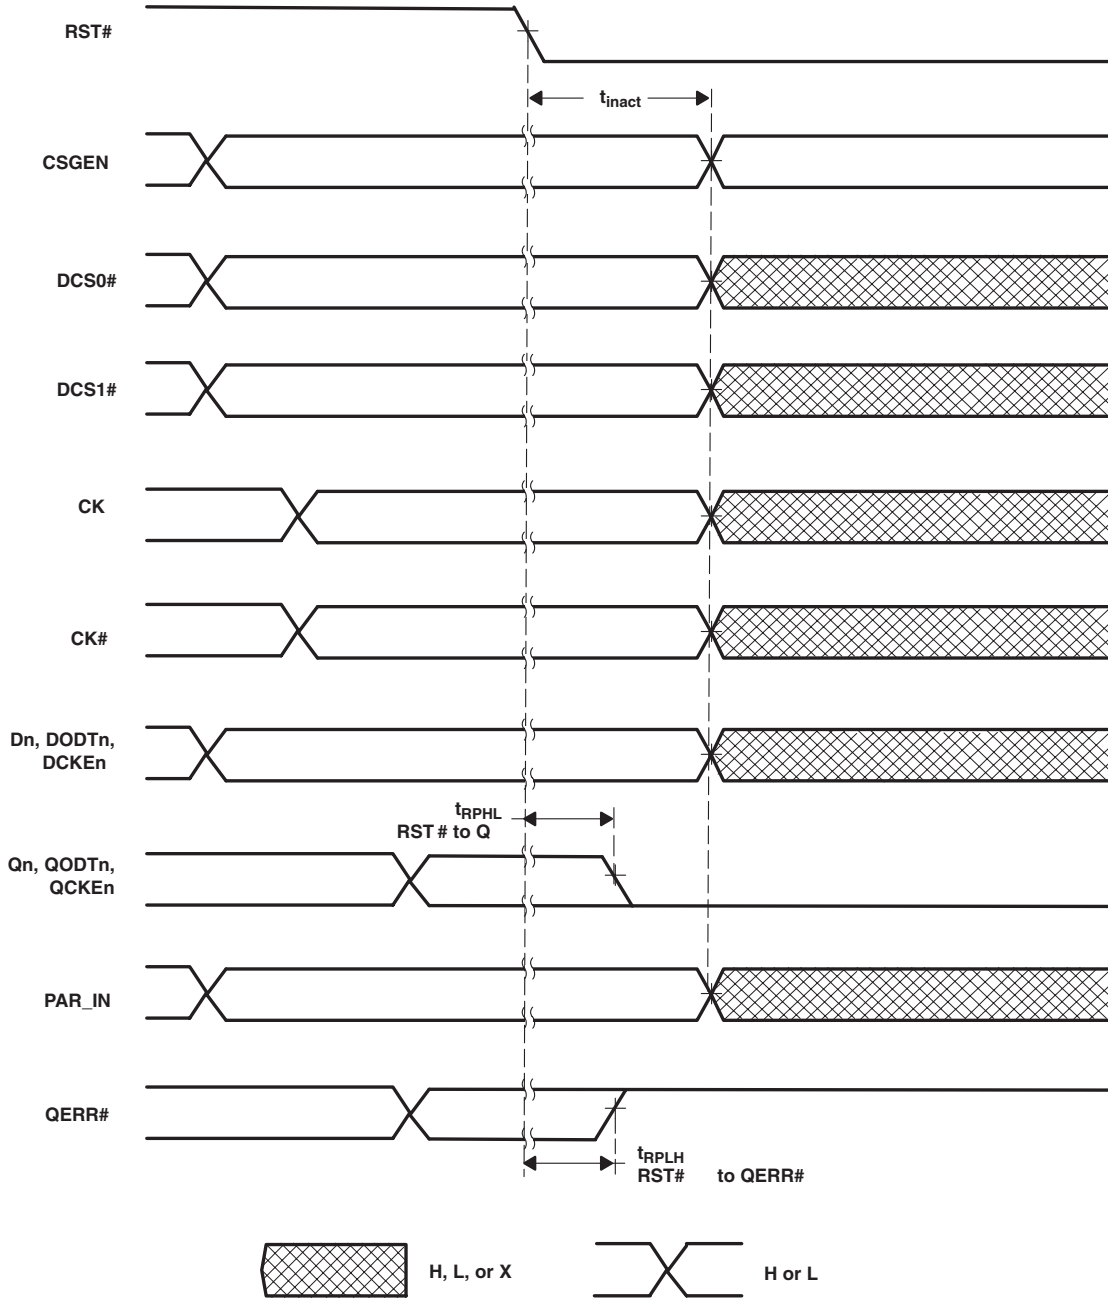 RST#
tinact
CSGEN
DCS0#
DCS1#
CK
CK#
Dn, DODTn,
DCKEn
tRPHL
RST # to Q
Qn, QODTn,
QCKEn
PAR_IN
QERR#
tRPLH
RST# to QERR#
H, L, or X
H or L